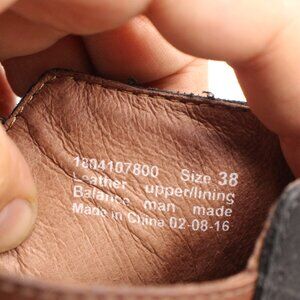 1804107800 Size 38
Leather upper/lining
Balance man made
Made in China 02-08-16